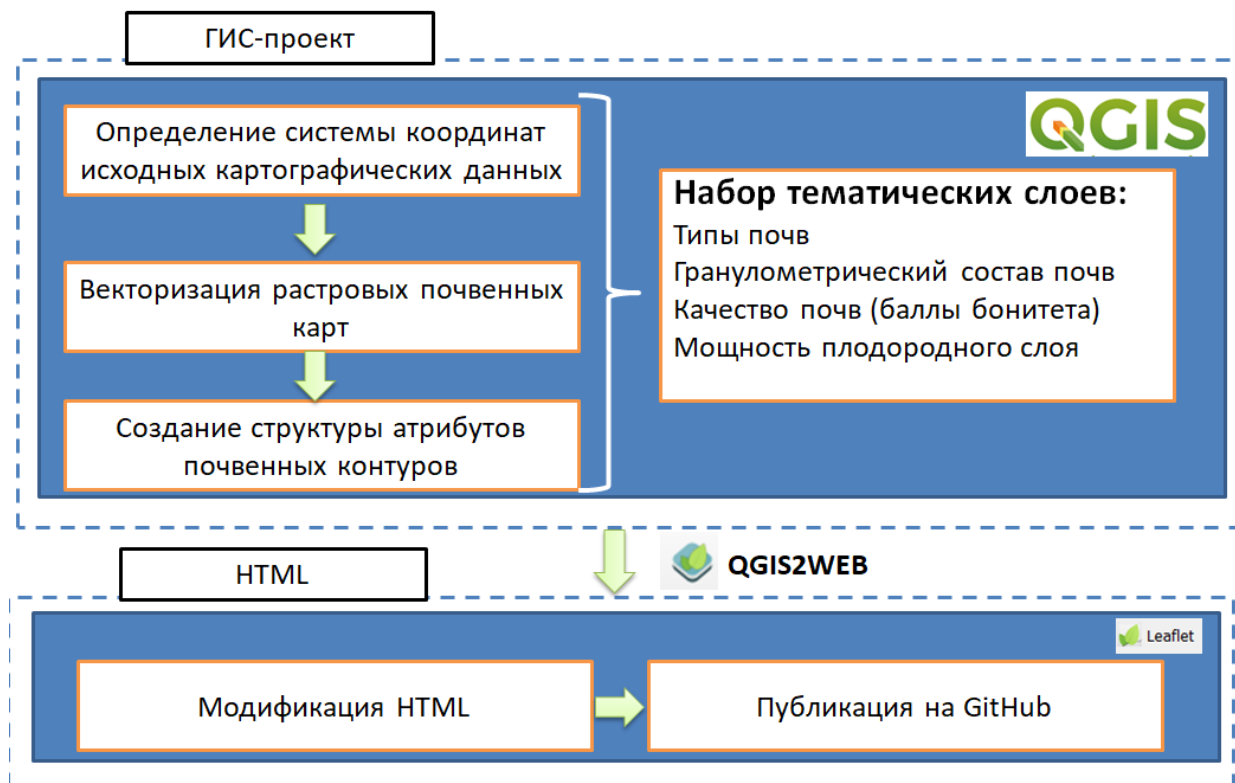 ГИС-проект
Определение системы координат
исходных картографических данных
Векторизация растровых почвенных
карт
Создание структуры атрибутов
почвенных контуров
QGIS
Набор тематических слоев:
Типы почв
Гранулометрический состав почв
Качество почв (баллы бонитета)
Мощность плодородного слоя
QGIS2WEB
HTML
Leaflet
Модификация HTML
Публикация на GitHub